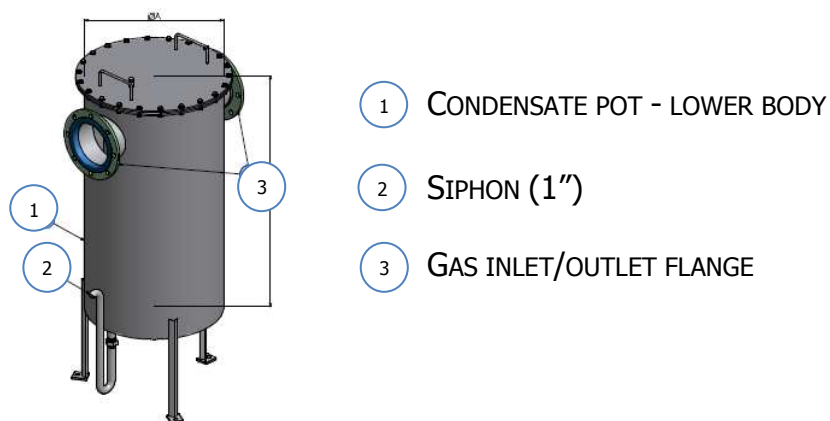 ØA
1 CONDENSATE POT - LOWER BODY
2 SIPHON (1")
3 GAS INLET/OUTLET FLANGE
3
1
2